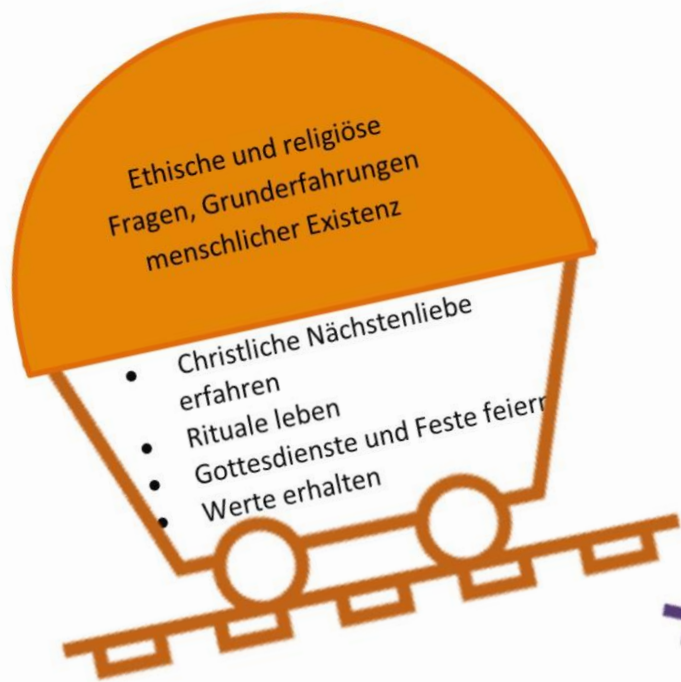 Ethische und religiöse
Fragen, Grunderfahrungen
menschlicher Existenz
• Christliche Nächstenliebe
erfahren
• Rituale leben
• Gottesdienste und Feste feiern
• Werte erhalten